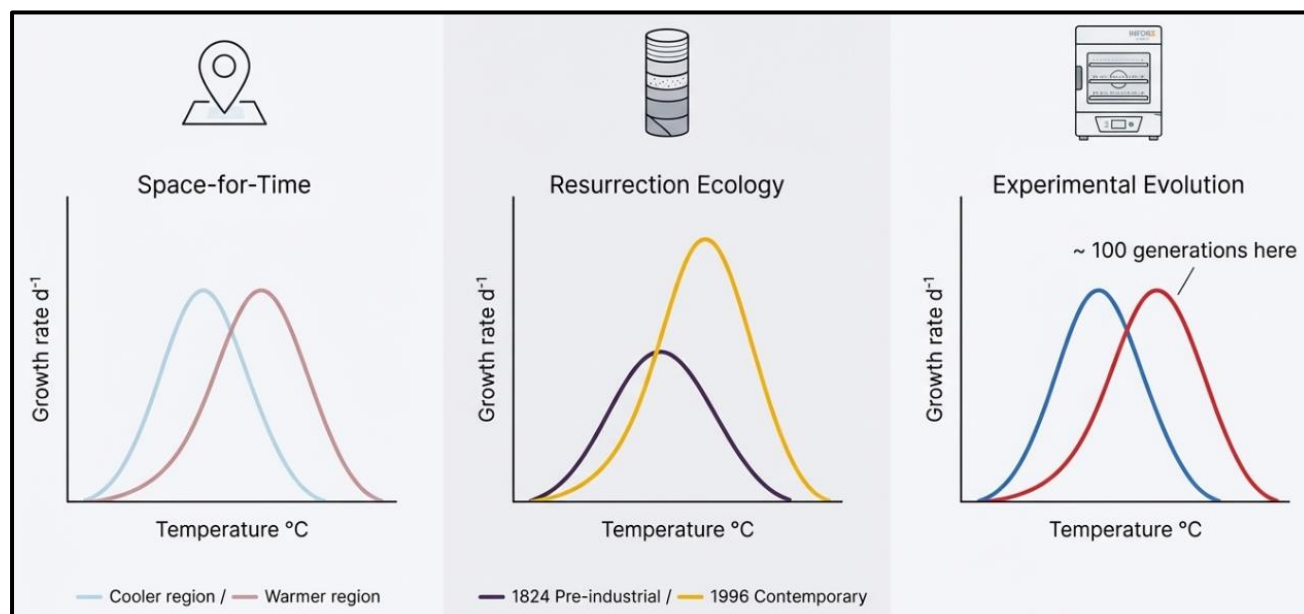 Space-for-Time
Growth rate d⁻¹
Temperature °C
Cooler region / Warmer region
Resurrection Ecology
Growth rate d⁻¹
Temperature °C
1824 Pre-industrial / 1996 Contemporary
Experimental Evolution
~ 100 generations here
Growth rate d⁻¹
Temperature °C